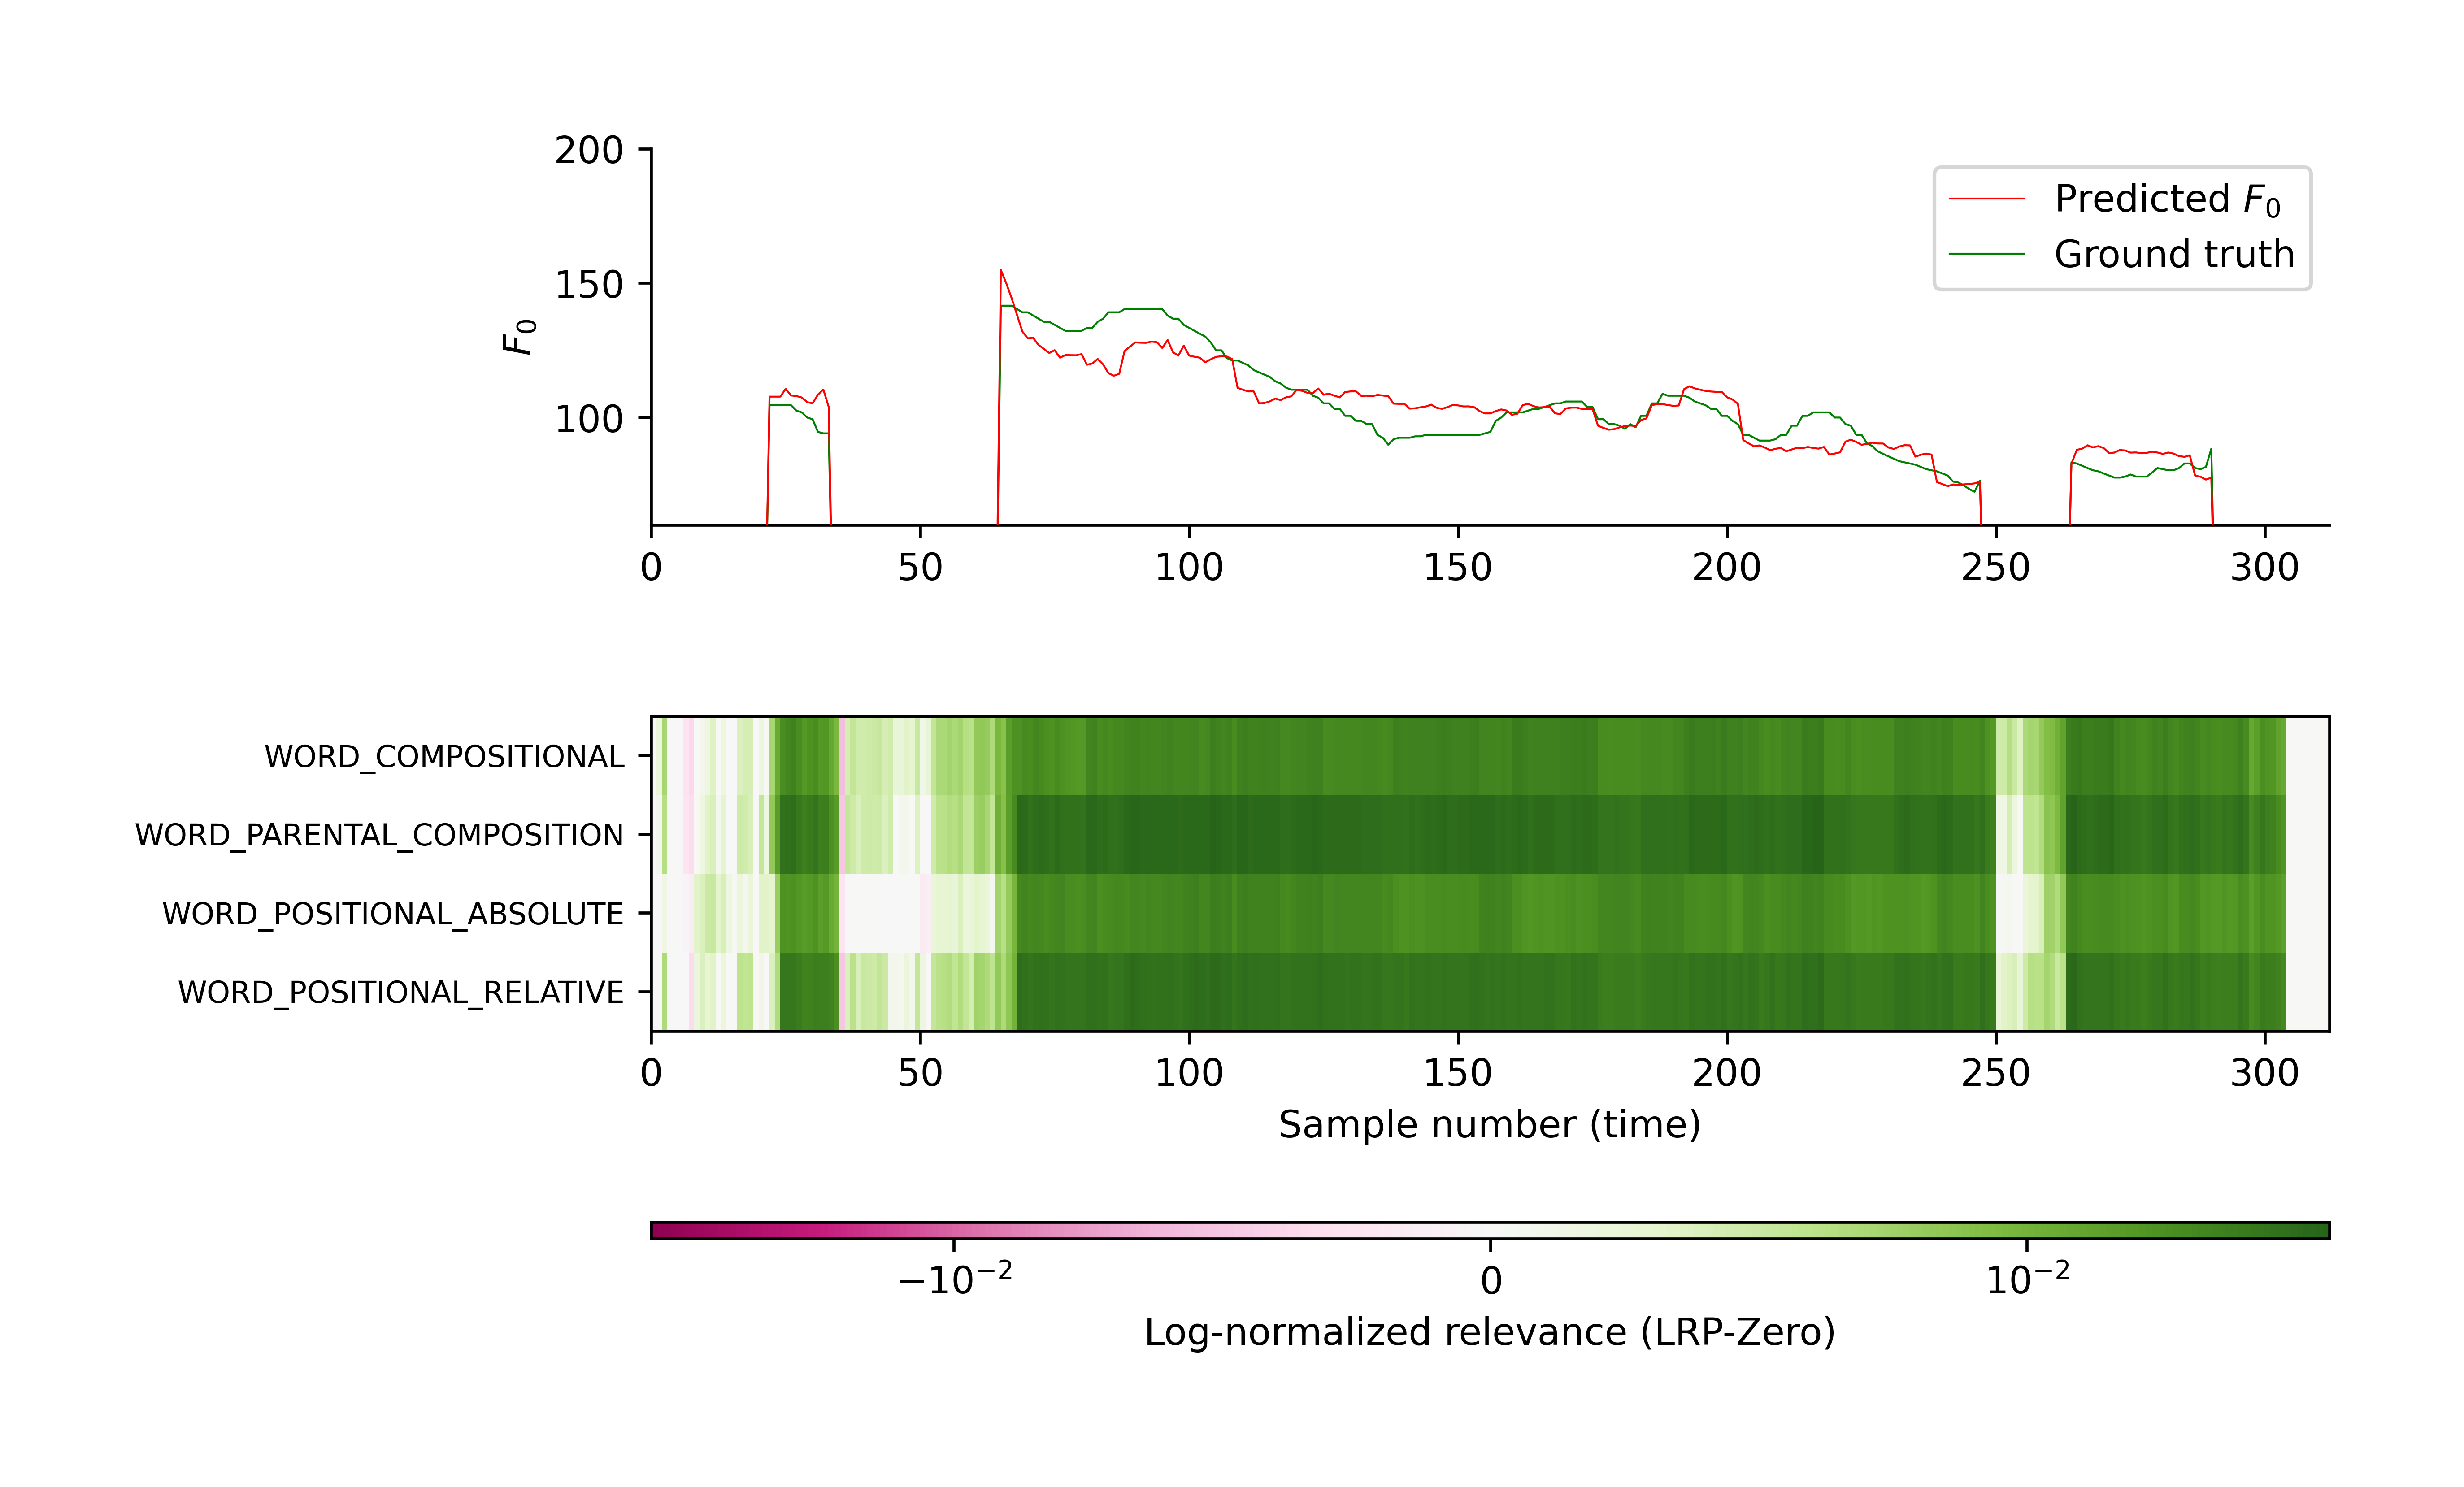 200
150
100
F₀
Predicted F₀
Ground truth
0 50 100 150 200 250 300
WORD_COMPOSITIONAL
WORD_PARENTAL_COMPOSITION
WORD_POSITIONAL_ABSOLUTE
WORD_POSITIONAL_RELATIVE
0 50 100 150 200 250 300
Sample number (time)
−10⁻² 0 10⁻²
Log-normalized relevance (LRP-Zero)